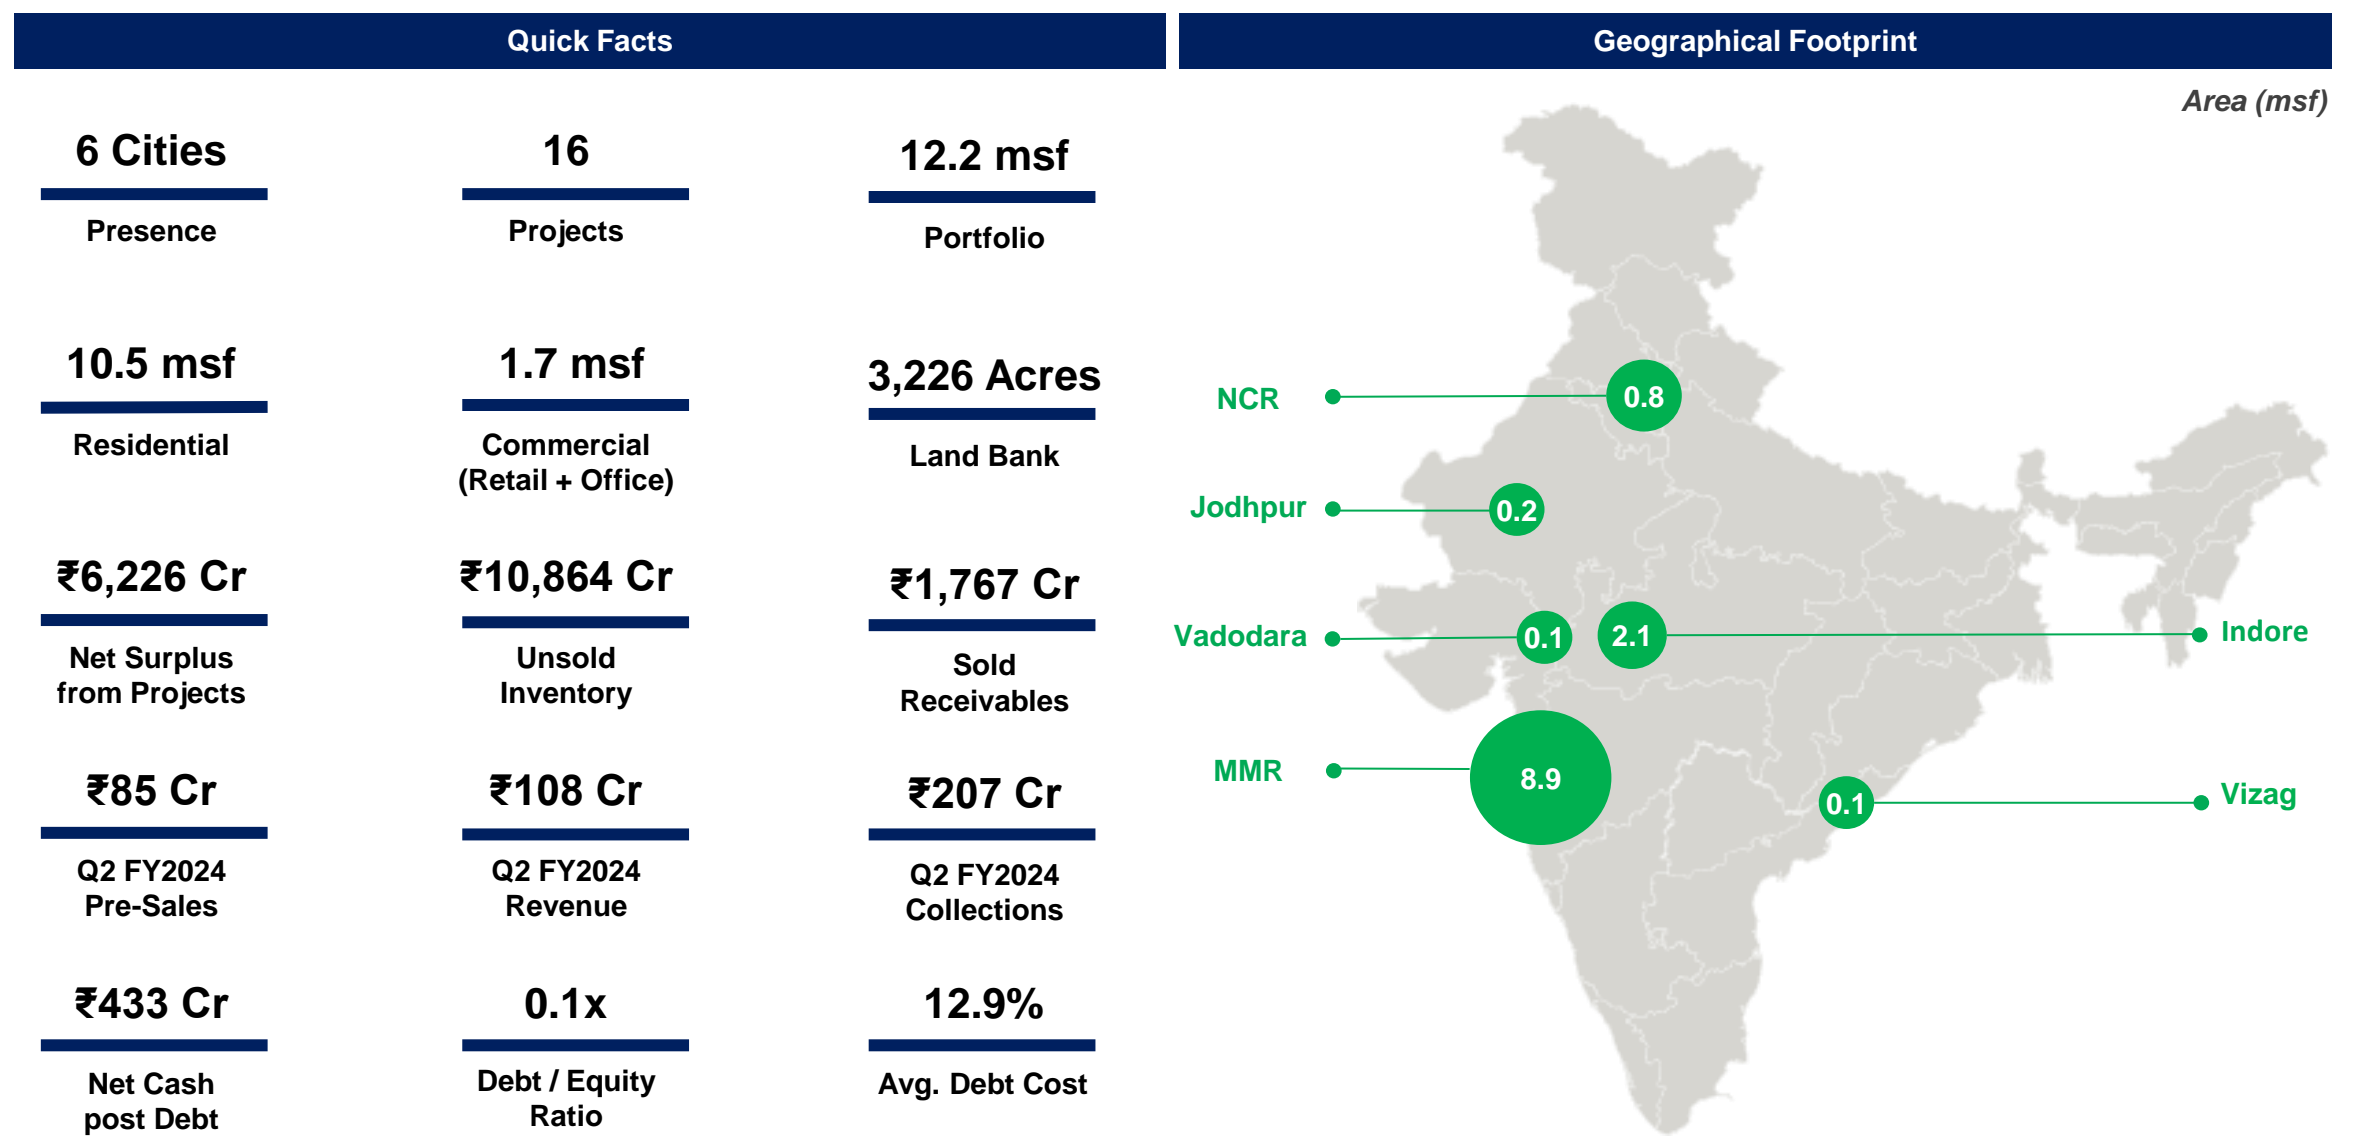 Quick Facts
6 Cities
Presence
16
Projects
12.2 msf
Portfolio
10.5 msf
Residential
1.7 msf
Commercial
(Retail + Office)
3,226 Acres
Land Bank
₹6,226 Cr
Net Surplus
from Projects
₹10,864 Cr
Unsold
Inventory
₹1,767 Cr
Sold
Receivables
₹85 Cr
Q2 FY2024
Pre-Sales
₹108 Cr
Q2 FY2024
Revenue
₹207 Cr
Q2 FY2024
Collections
₹433 Cr
Net Cash
post Debt
0.1x
Debt / Equity
Ratio
12.9%
Avg. Debt Cost
Geographical Footprint
Area (msf)
NCR
0.8
Jodhpur
0.2
Vadodara
0.1
2.1
Indore
MMR
8.9
0.1
Vizag